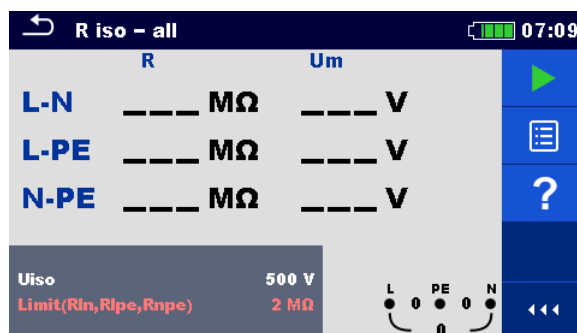 R iso – all 07:09
R Um
L-N ___ MΩ ___ V
L-PE ___ MΩ ___ V
N-PE ___ MΩ ___ V
?
Uiso 500 V
Limit(Rln,Rlpe,Rnpe) 2 MΩ
L PE N
0 0
0